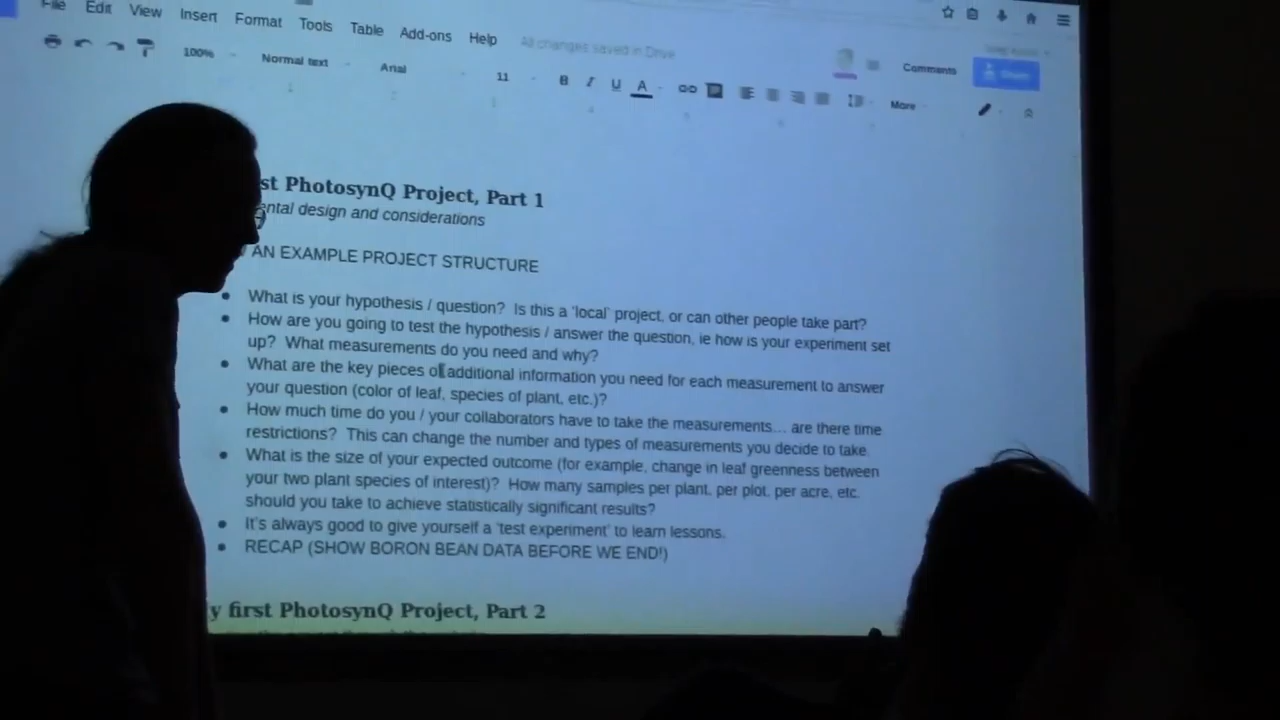 File Edit View Insert Format Tools Table Add-ons Help All changes saved in Drive
Comments Share
100% Normal text Arial 11 B I U A More
st PhotosynQ Project, Part 1
ental design and considerations
AN EXAMPLE PROJECT STRUCTURE
• What is your hypothesis / question? Is this a 'local' project, or can other people take part?
• How are you going to test the hypothesis / answer the question, ie how is your experiment set
up? What measurements do you need and why?
• What are the key pieces of additional information you need for each measurement to answer
your question (color of leaf, species of plant, etc.)?
• How much time do you / your collaborators have to take the measurements... are there time
restrictions? This can change the number and types of measurements you decide to take.
• What is the size of your expected outcome (for example, change in leaf greenness between
your two plant species of interest)? How many samples per plant, per plot, per acre, etc.
should you take to achieve statistically significant results?
• It's always good to give yourself a 'test experiment' to learn lessons.
• RECAP (SHOW BORON BEAN DATA BEFORE WE END!)
y first PhotosynQ Project, Part 2